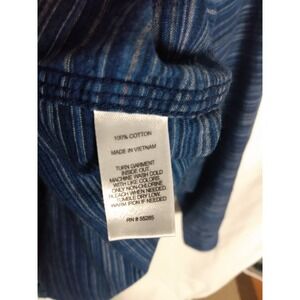 100% COTTON
MADE IN VIETNAM
TURN GARMENT
INSIDE OUT
MACHINE WASH COLD
WITH LIKE COLORS
ONLY NON-CHLORINE
BLEACH WHEN NEEDED
TUMBLE DRY LOW
WARM IRON IF NEEDED
RN # 55285